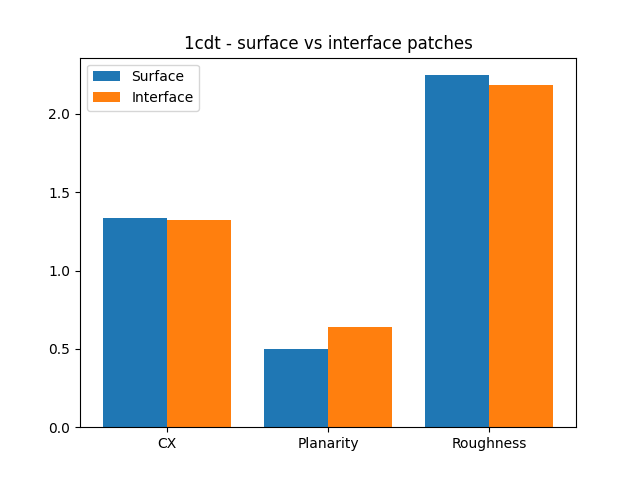 1cdt - surface vs interface patches
Surface
Interface
2.0
1.5
1.0
0.5
0.0
CX Planarity Roughness